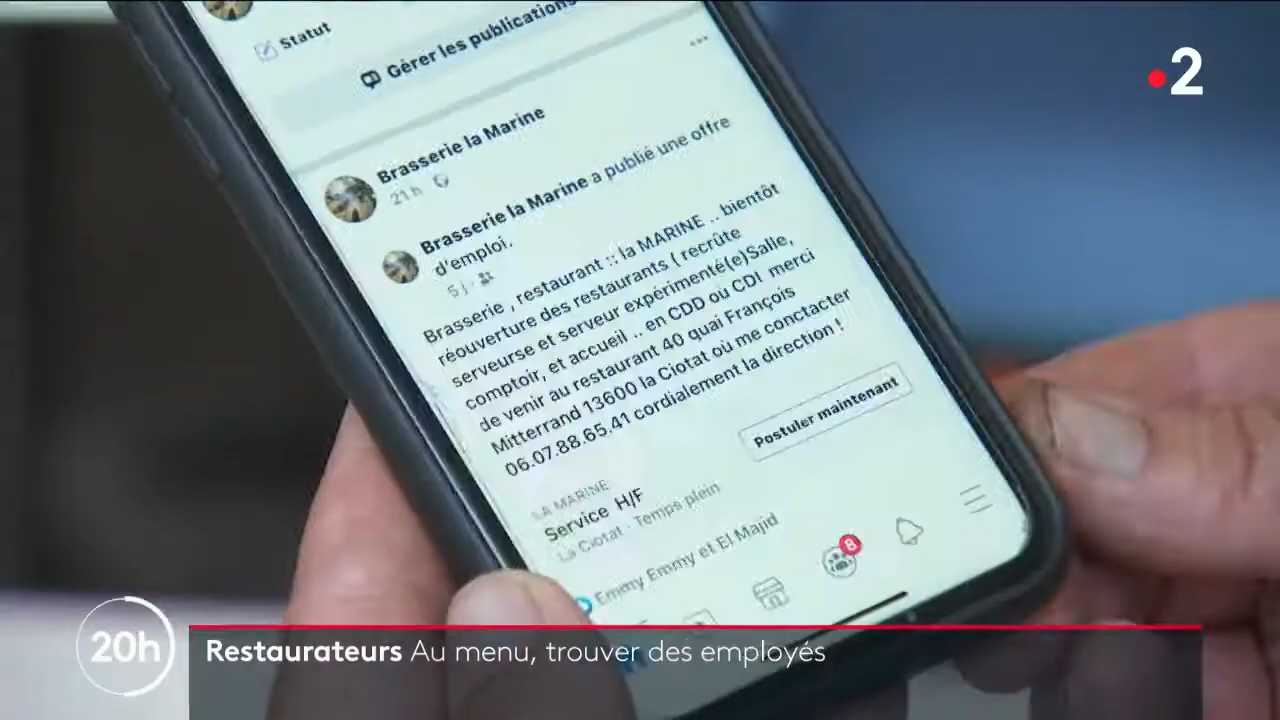 Statut
Gérer les publications
•2
Brasserie la Marine
21 h
Brasserie la Marine a publié une offre
d'emploi.
5 j ·
Brasserie , restaurant :: la MARINE .. bientôt
réouverture des restaurants ( recrûte
serveurse et serveur expérimenté(e)Salle,
comptoir, et accueil .. en CDD où CDI merci
de venir au restaurant 40 quai François
Mitterrand 13600 la Ciotat où me conctacter
06.07.88.65.41 cordialement la direction !
Postuler maintenant
LA MARINE
Service H/F
La Ciotat · Temps plein
Emmy Emmy et El Majid
8
20h
Restaurateurs Au menu, trouver des employés